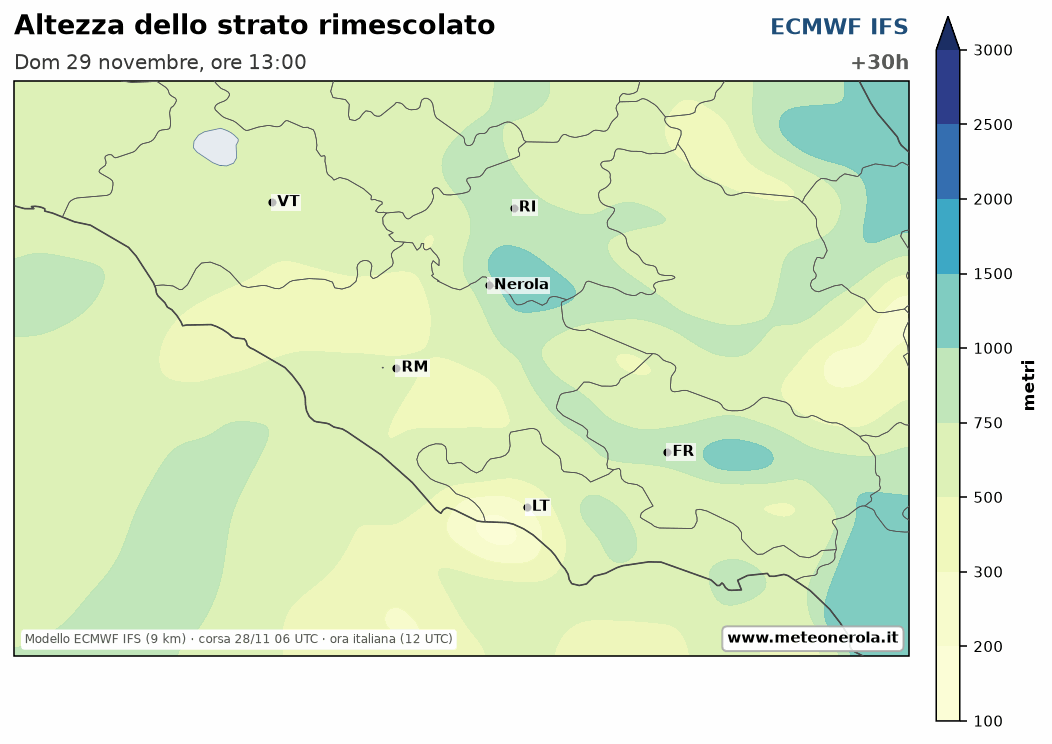 Altezza dello strato rimescolato
ECMWF IFS
Dom 29 novembre, ore 13:00
+30h
3000
2500
2000
1500
1000
750
500
300
200
100
metri
VT
RI
Nerola
RM
FR
LT
Modello ECMWF IFS (9 km) · corsa 28/11 06 UTC · ora italiana (12 UTC)
www.meteonerola.it